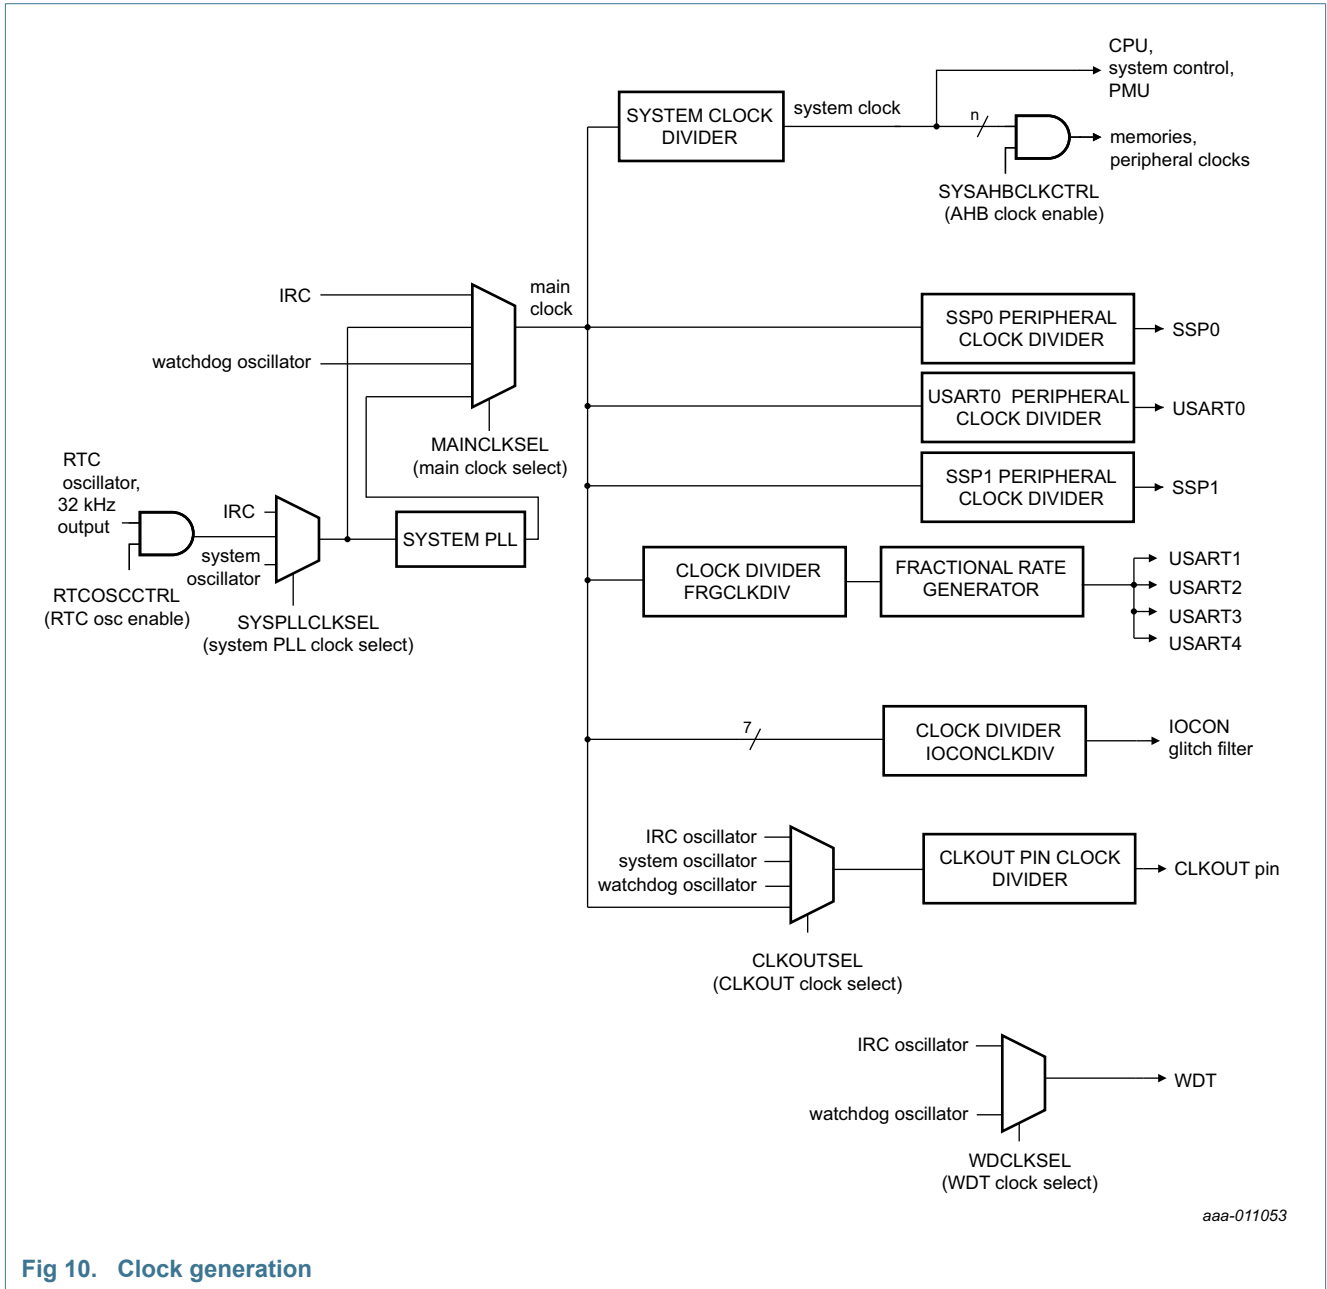 CPU,
system control,
PMU
SYSTEM CLOCK
DIVIDER
system clock
n
memories,
peripheral clocks
SYSAHBCLKCTRL
(AHB clock enable)
IRC
main
clock
watchdog oscillator
MAINCLKSEL
(main clock select)
SSP0 PERIPHERAL
CLOCK DIVIDER
SSP0
USART0 PERIPHERAL
CLOCK DIVIDER
USART0
SSP1 PERIPHERAL
CLOCK DIVIDER
SSP1
RTC
oscillator,
32 kHz
output
RTCOSCCTRL
(RTC osc enable)
IRC
system
oscillator
SYSPLLCLKSEL
(system PLL clock select)
SYSTEM PLL
CLOCK DIVIDER
FRGCLKDIV
FRACTIONAL RATE
GENERATOR
USART1
USART2
USART3
USART4
7
CLOCK DIVIDER
IOCONCLKDIV
IOCON
glitch filter
IRC oscillator
system oscillator
watchdog oscillator
CLKOUTSEL
(CLKOUT clock select)
CLKOUT PIN CLOCK
DIVIDER
CLKOUT pin
IRC oscillator
watchdog oscillator
WDT
WDCLKSEL
(WDT clock select)
aaa-011053
Fig 10. Clock generation